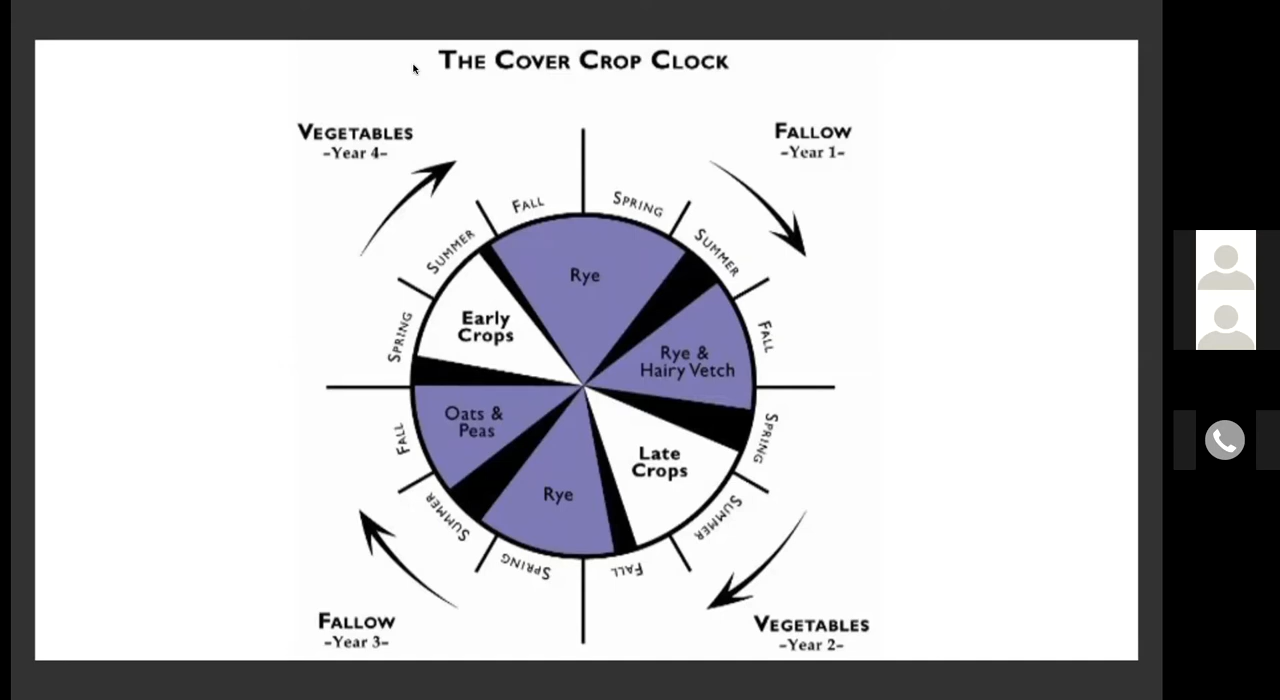 THE COVER CROP CLOCK
VEGETABLES
-Year 4-
FALLOW
-Year 1-
FALL
SPRING
SUMMER
SUMMER
Rye
SPRING
Early
Crops
FALL
Rye &
Hairy Vetch
Oats &
Peas
FALL
SPRING
Late
Crops
Rye
SUMMER
SUMMER
SPRING
FALL
FALLOW
-Year 3-
VEGETABLES
-Year 2-